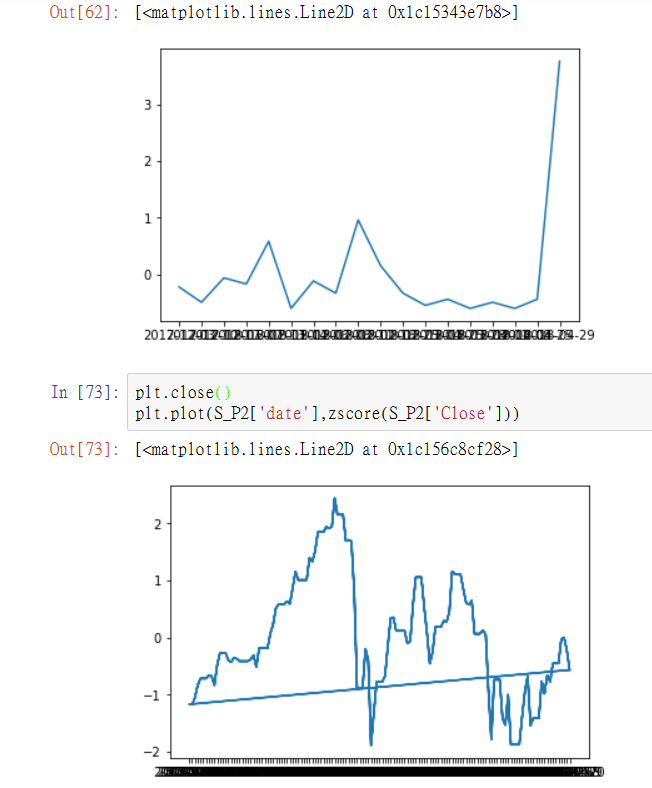 Out[62]: [<matplotlib.lines.Line2D at 0x1c15343e7b8>]
3
2
1
0
In [73]: plt.close()
plt.plot(S_P2['date'],zscore(S_P2['Close']))
Out[73]: [<matplotlib.lines.Line2D at 0x1c156c8cf28>]
2
1
0
−1
−2